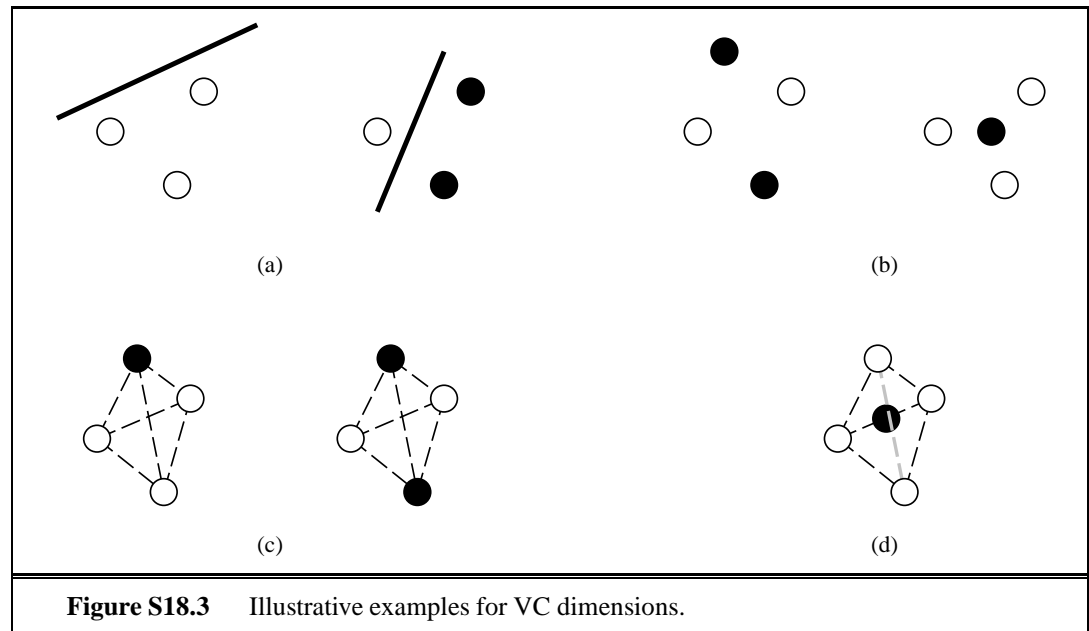 (a)
(b)
(c)
(d)
Figure S18.3 Illustrative examples for VC dimensions.